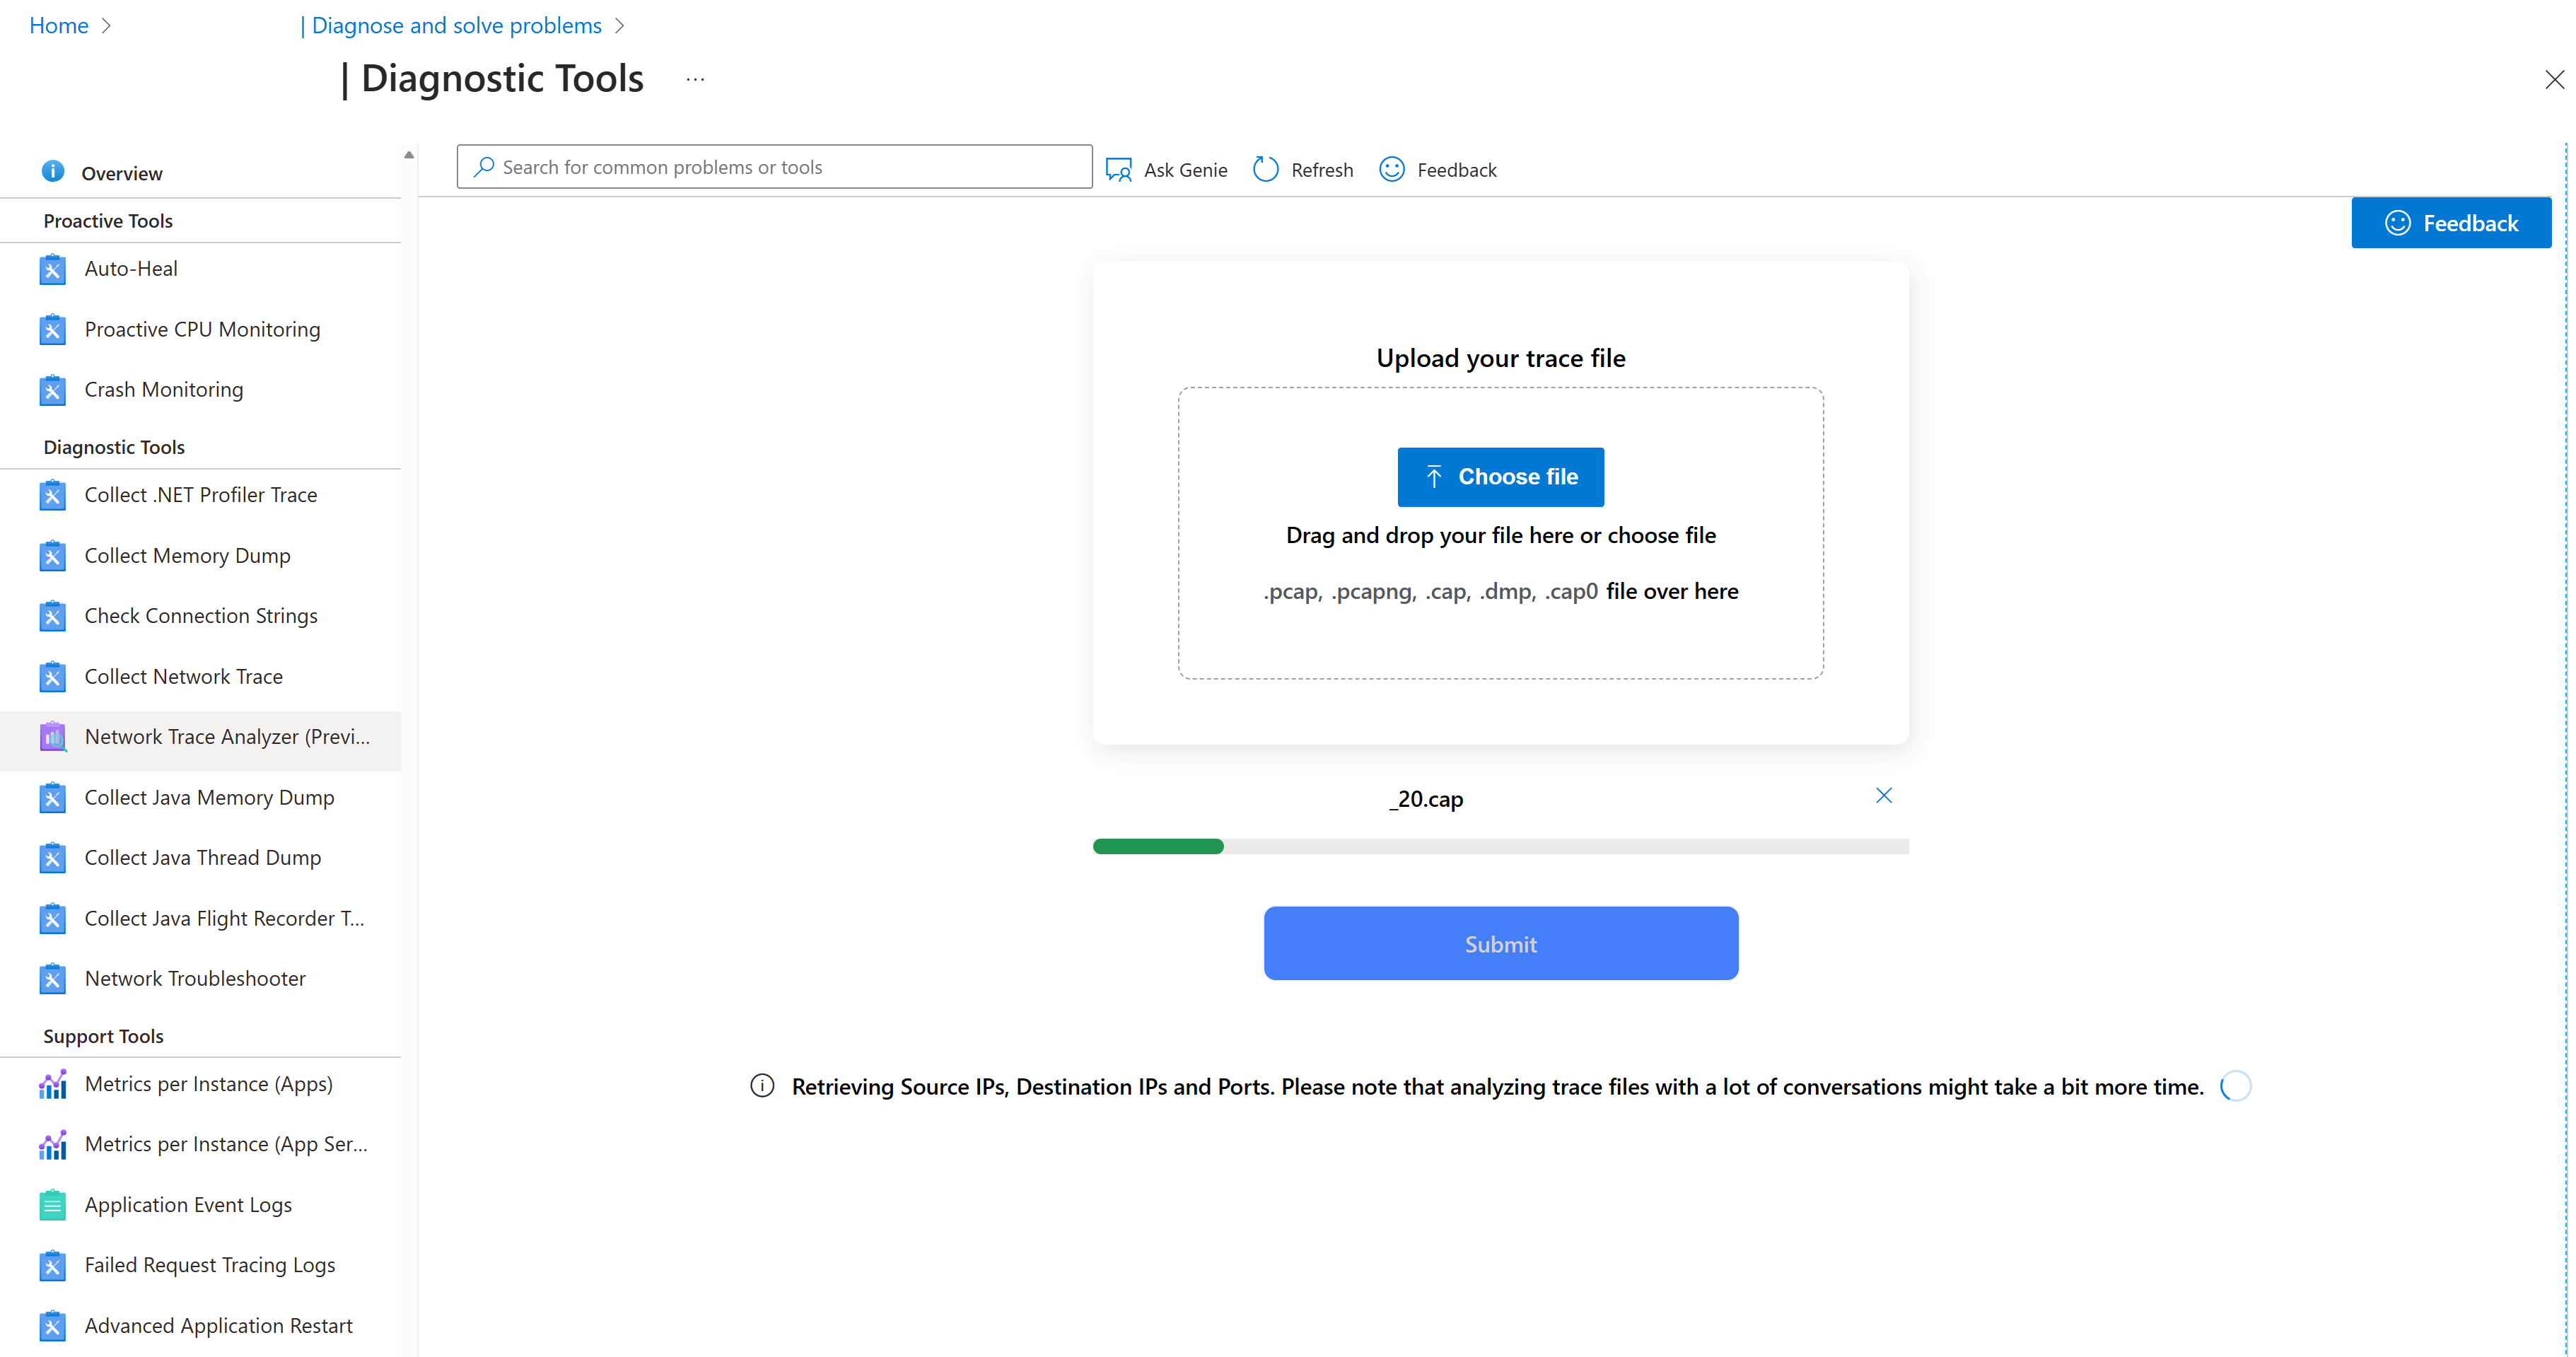 Home
| Diagnose and solve problems
| Diagnostic Tools ...
Overview
Proactive Tools
Auto-Heal
Proactive CPU Monitoring
Crash Monitoring
Diagnostic Tools
Collect .NET Profiler Trace
Collect Memory Dump
Check Connection Strings
Collect Network Trace
Network Trace Analyzer (Previ...
Collect Java Memory Dump
Collect Java Thread Dump
Collect Java Flight Recorder T...
Network Troubleshooter
Support Tools
Metrics per Instance (Apps)
Metrics per Instance (App Ser...
Application Event Logs
Failed Request Tracing Logs
Advanced Application Restart
Search for common problems or tools
Ask Genie
Refresh
Feedback
Feedback
Upload your trace file
Choose file
Drag and drop your file here or choose file
.pcap, .pcapng, .cap, .dmp, .cap0 file over here
_20.cap
Submit
Retrieving Source IPs, Destination IPs and Ports. Please note that analyzing trace files with a lot of conversations might take a bit more time.